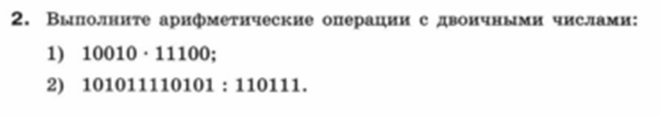 2. Выполните арифметические операции с двоичными числами:
1) 10010 · 11100;
2) 101011110101 : 110111.